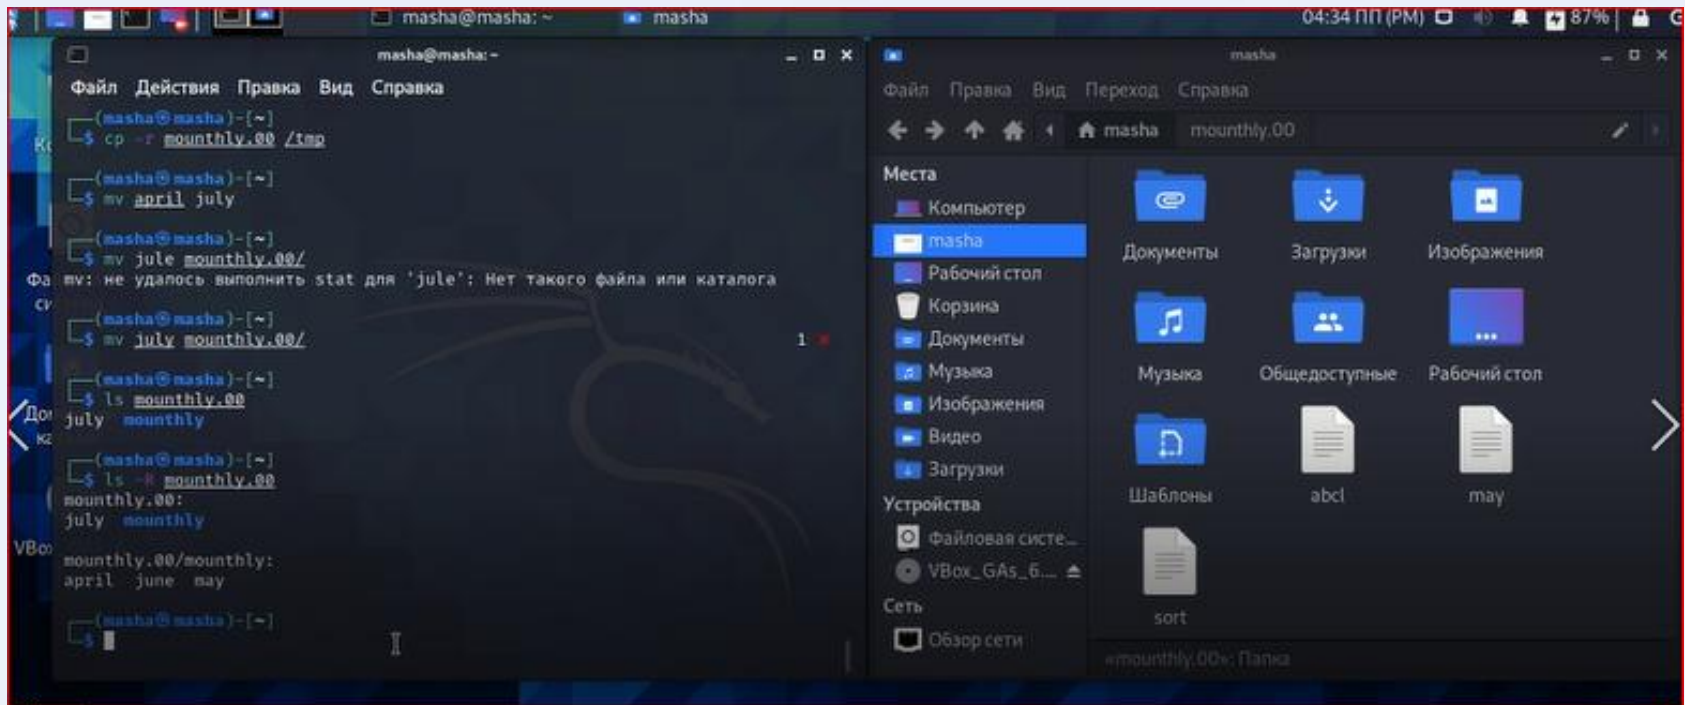 masha@masha: ~
masha
04:34 ПП (PM)
87%
masha@masha: ~
Файл Действия Правка Вид Справка
┌──(masha㉿masha)-[~]
└─$ cp -r mounthly.00 /tmp
┌──(masha㉿masha)-[~]
└─$ mv april july
┌──(masha㉿masha)-[~]
└─$ mv jule mounthly.00/
mv: не удалось выполнить stat для 'jule': Нет такого файла или каталога
┌──(masha㉿masha)-[~]
└─$ mv july mounthly.00/
1
┌──(masha㉿masha)-[~]
└─$ ls mounthly.00
july mounthly
┌──(masha㉿masha)-[~]
└─$ ls -R mounthly.00
mounthly.00:
july mounthly
mounthly.00/mounthly:
april june may
┌──(masha㉿masha)-[~]
└─$
masha
Файл Правка Вид Переход Справка
masha mounthly.00
Места
Компьютер
masha
Рабочий стол
Корзина
Документы
Музыка
Изображения
Видео
Загрузки
Устройства
Файловая систе...
VBox_GAs_6....
Сеть
Обзор сети
Документы Загрузки Изображения
Музыка Общедоступные Рабочий стол
Шаблоны abc1 may
sort
«mounthly.00»: Папка